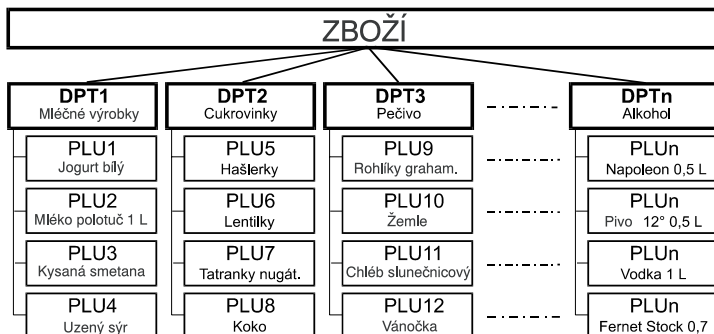 ZBOŽÍ
DPT1
Mléčné výrobky
PLU1
Jogurt bílý
PLU2
Mléko polotuč 1 L
PLU3
Kysaná smetana
PLU4
Uzený sýr
DPT2
Cukrovinky
PLU5
Hašlerky
PLU6
Lentilky
PLU7
Tatranky nugát.
PLU8
Koko
DPT3
Pečivo
PLU9
Rohlíky graham.
PLU10
Žemle
PLU11
Chléb slunečnicový
PLU12
Vánočka
DPTn
Alkohol
PLUn
Napoleon 0,5 L
PLUn
Pivo 12° 0,5 L
PLUn
Vodka 1 L
PLUn
Fernet Stock 0,7